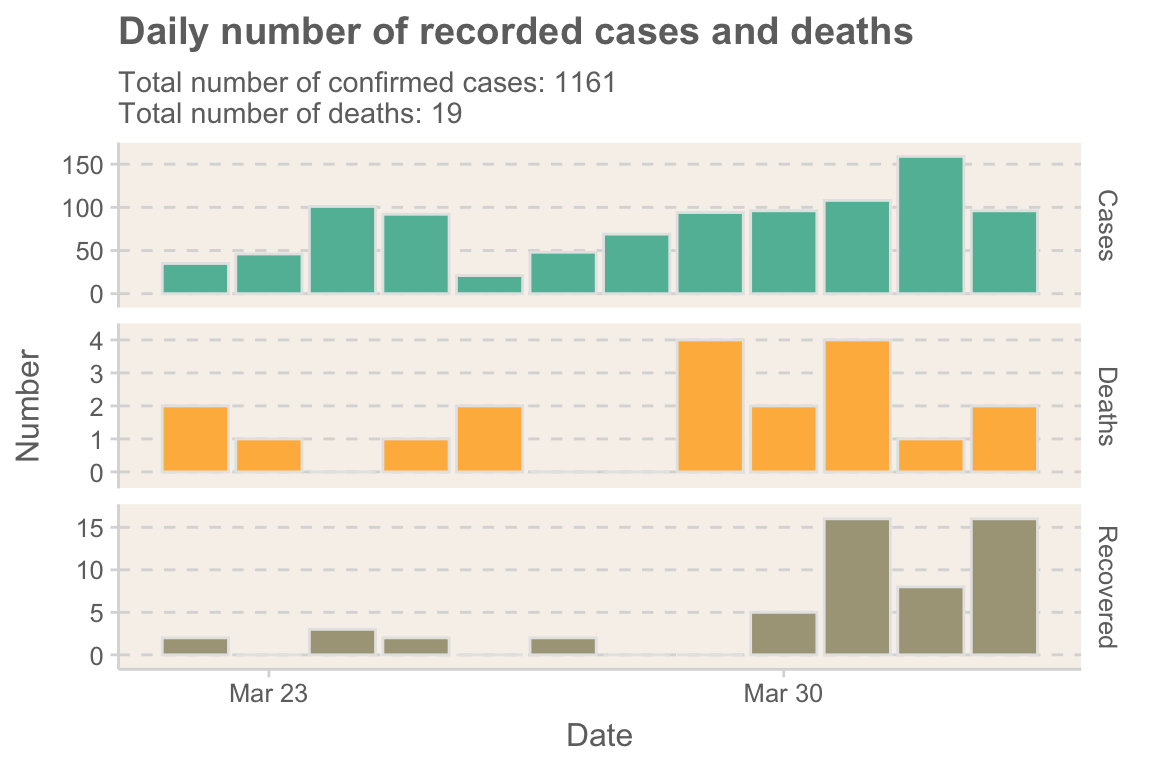 Daily number of recorded cases and deaths
Total number of confirmed cases: 1161
Total number of deaths: 19
150
100
50
0
Cases
Number
4
3
2
1
0
Deaths
15
10
5
0
Recovered
Mar 23
Mar 30
Date